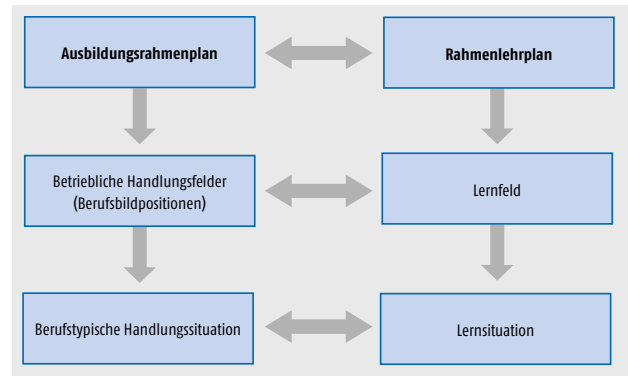 Ausbildungsrahmenplan
Rahmenlehrplan
Betriebliche Handlungsfelder
(Berufsbildpositionen)
Lernfeld
Berufstypische Handlungssituation
Lernsituation